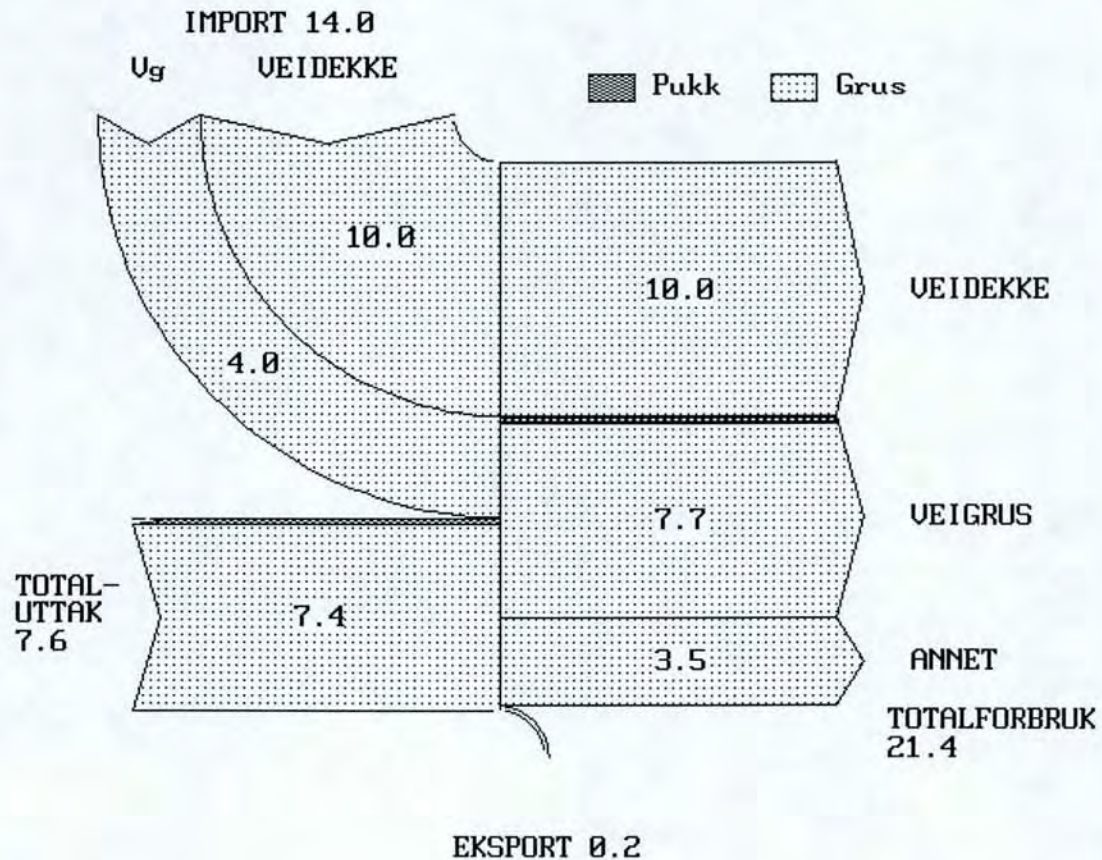 IMPORT 14.0
Vg VEIDEKKE
Pukk Grus
10.0
10.0 VEIDEKKE
4.0
7.7 VEIGRUS
TOTAL-
UTTAK
7.6
7.4
3.5 ANNET
TOTALFORBRUK
21.4
EKSPORT 0.2